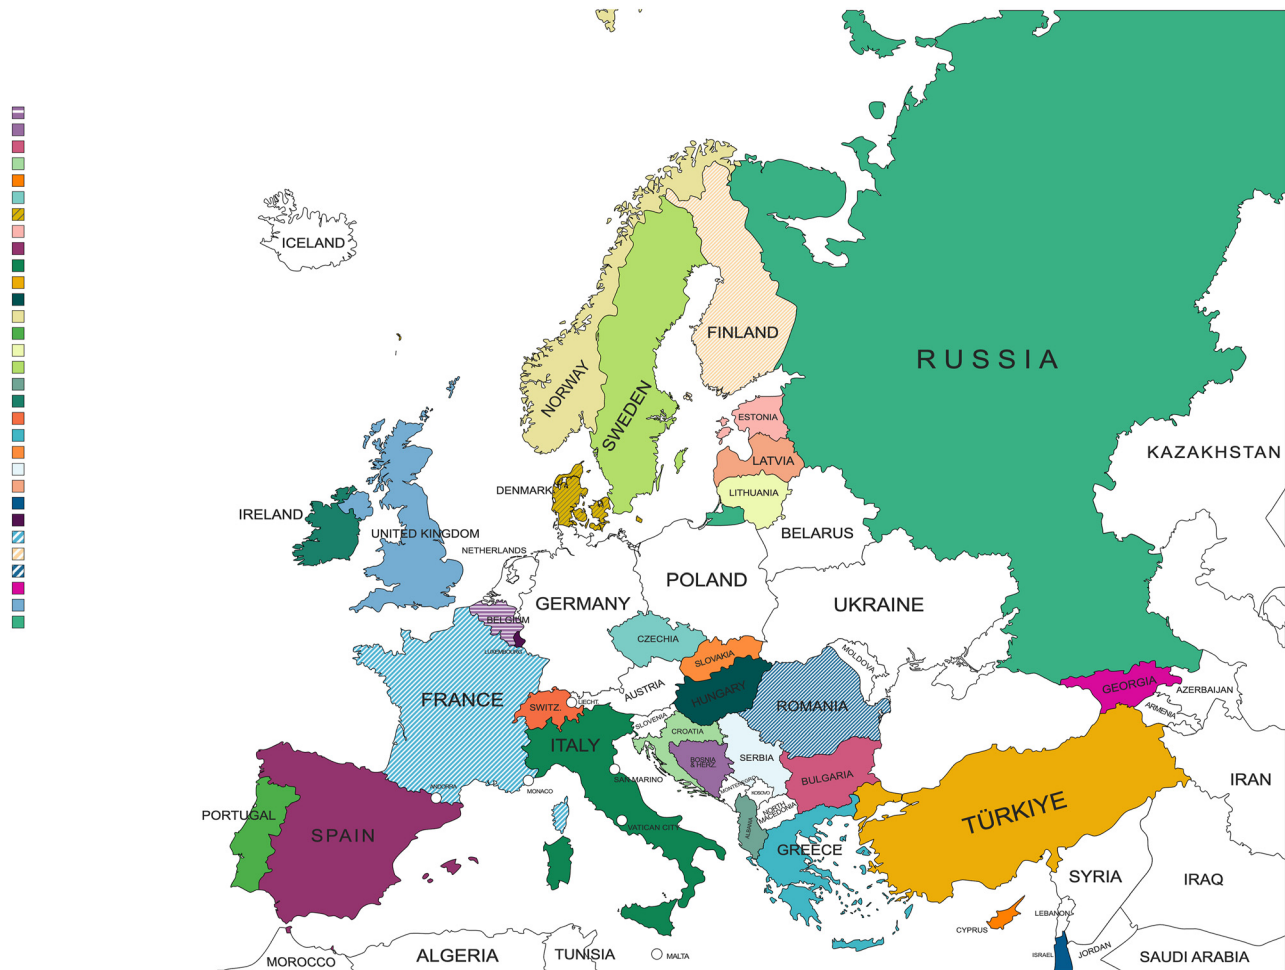 ICELAND
RUSSIA
FINLAND
NORWAY
SWEDEN
ESTONIA
KAZAKHSTAN
LATVIA
DENMARK
LITHUANIA
IRELAND
UNITED KINGDOM
BELARUS
NETHERLANDS
POLAND
GERMANY
UKRAINE
BELGIUM
CZECHIA
LUXEMBOURG
SLOVAKIA
MOLDOVA
GEORGIA
AZERBAIJAN
AUSTRIA
HUNGARY
FRANCE
LIECHT.
SWITZ.
ROMANIA
ARMENIA
SLOVENIA
CROATIA
ITALY
SERBIA
BOSNIA
& HERZ.
BULGARIA
SAN MARINO
MONTENEGRO
KOSOVO
IRAN
ANDORRA
MONACO
NORTH
MACEDONIA
TÜRKIYE
PORTUGAL
SPAIN
VATICAN CITY
ALBANIA
GREECE
SYRIA
IRAQ
LEBANON
CYPRUS
ISRAEL
JORDAN
MOROCCO
ALGERIA
TUNISIA
MALTA
SAUDI ARABIA